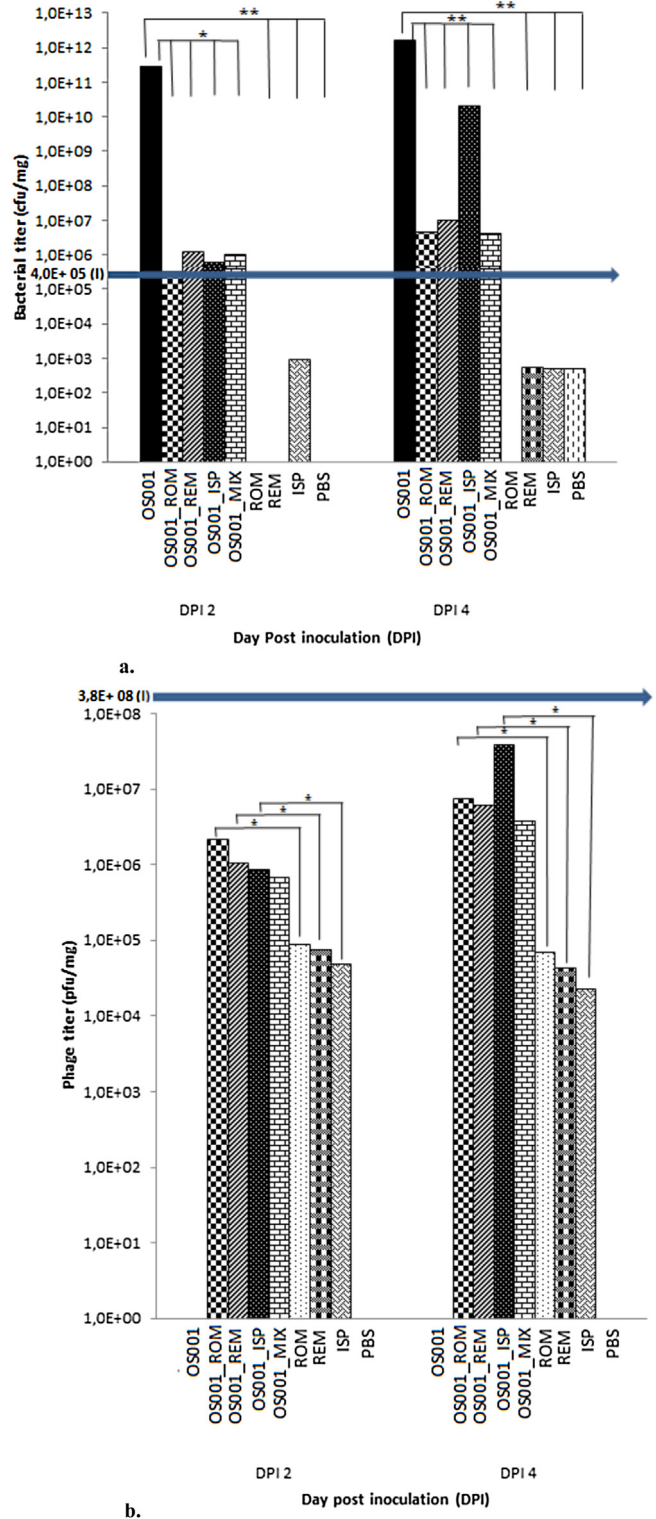 1,0E+13
1,0E+12
1,0E+11
1,0E+10
1,0E+09
1,0E+08
1,0E+07
1,0E+06
1,0E+05
1,0E+04
1,0E+03
1,0E+02
1,0E+01
1,0E+00
Bacterial titer (cfu/mg)
4,0E+ 05 (I)
**
*
**
**
OS001
OS001_ROM
OS001_REM
OS001_ISP
OS001_MIX
ROM
REM
ISP
PBS
OS001
OS001_ROM
OS001_REM
OS001_ISP
OS001_MIX
ROM
REM
ISP
PBS
DPI 2
DPI 4
Day Post inoculation (DPI)
a.
3,8E+ 08 (I)
1,0E+08
1,0E+07
1,0E+06
1,0E+05
1,0E+04
1,0E+03
1,0E+02
1,0E+01
1,0E+00
Phage titer (pfu/mg)
*
*
*
*
*
*
OS001
OS001_ROM
OS001_REM
OS001_ISP
OS001_MIX
ROM
REM
ISP
PBS
OS001
OS001_ROM
OS001_REM
OS001_ISP
OS001_MIX
ROM
REM
ISP
PBS
DPI 2
DPI 4
Day post inoculation (DPI)
b.